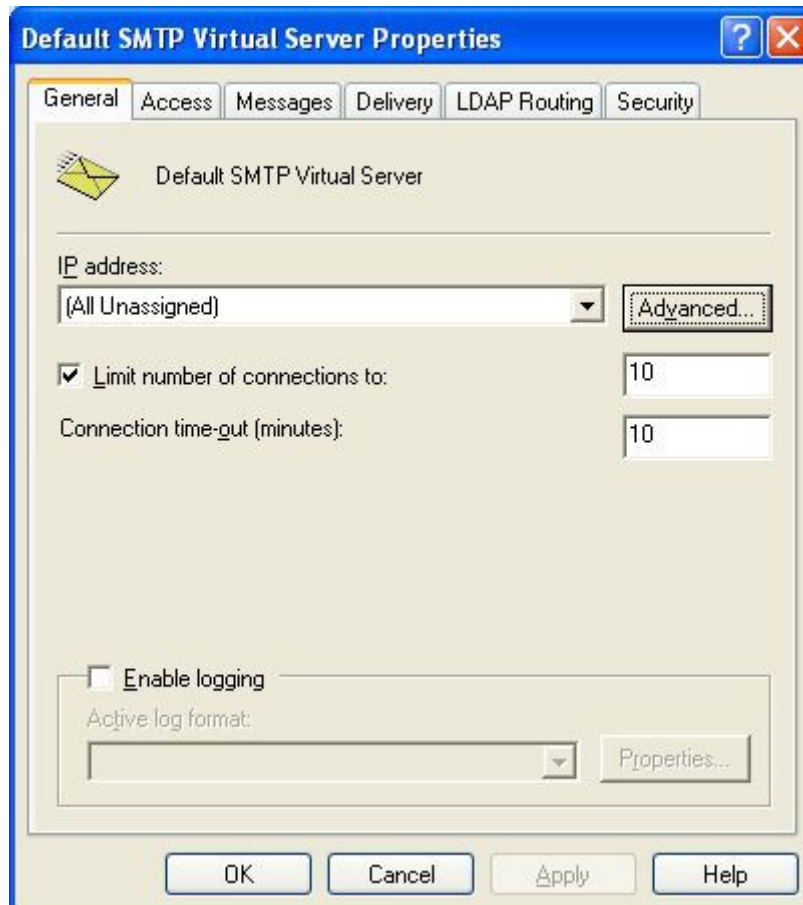 Default SMTP Virtual Server Properties
General Access Messages Delivery LDAP Routing Security
Default SMTP Virtual Server
IP address:
(All Unassigned) Advanced...
Limit number of connections to: 10
Connection time-out (minutes): 10
Enable logging
Active log format:
Properties...
OK Cancel Apply Help